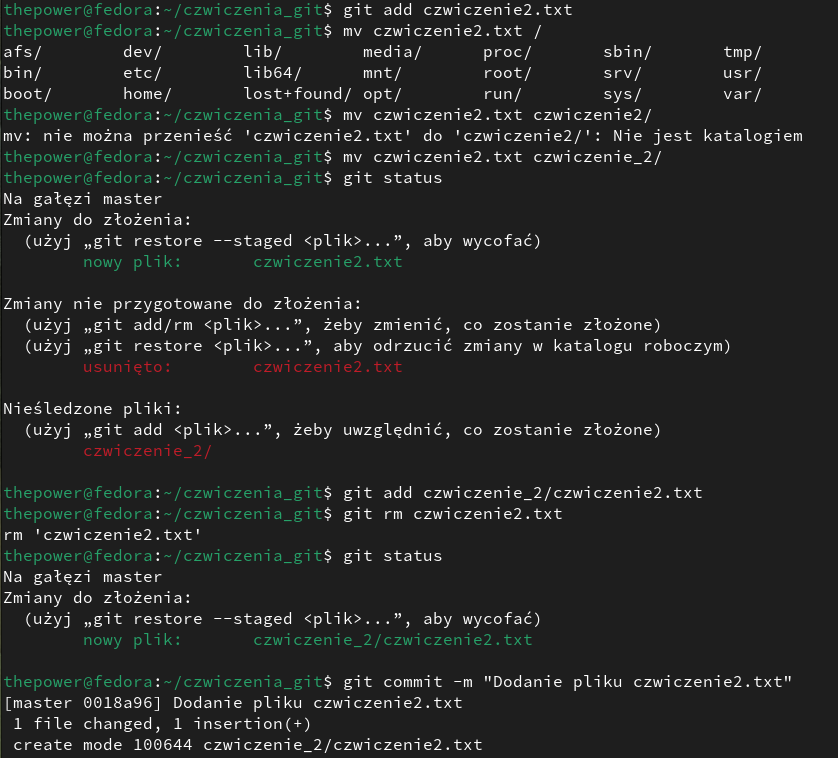 thepower@fedora:~/czwiczenia_git$ git add czwiczenie2.txt
thepower@fedora:~/czwiczenia_git$ mv czwiczenie2.txt /
afs/        dev/        lib/        media/      proc/       sbin/       tmp/
bin/        etc/        lib64/      mnt/        root/       srv/        usr/
boot/       home/       lost+found/ opt/        run/        sys/        var/
thepower@fedora:~/czwiczenia_git$ mv czwiczenie2.txt czwiczenie2/
mv: nie można przenieść 'czwiczenie2.txt' do 'czwiczenie2/': Nie jest katalogiem
thepower@fedora:~/czwiczenia_git$ mv czwiczenie2.txt czwiczenie_2/
thepower@fedora:~/czwiczenia_git$ git status
Na gałęzi master
Zmiany do złożenia:
  (użyj „git restore --staged <plik>...”, aby wycofać)
        nowy plik:       czwiczenie2.txt

Zmiany nie przygotowane do złożenia:
  (użyj „git add/rm <plik>...”, żeby zmienić, co zostanie złożone)
  (użyj „git restore <plik>...”, aby odrzucić zmiany w katalogu roboczym)
        usunięto:        czwiczenie2.txt

Nieśledzone pliki:
  (użyj „git add <plik>...”, żeby uwzględnić, co zostanie złożone)
        czwiczenie_2/

thepower@fedora:~/czwiczenia_git$ git add czwiczenie_2/czwiczenie2.txt
thepower@fedora:~/czwiczenia_git$ git rm czwiczenie2.txt
rm 'czwiczenie2.txt'
thepower@fedora:~/czwiczenia_git$ git status
Na gałęzi master
Zmiany do złożenia:
  (użyj „git restore --staged <plik>...”, aby wycofać)
        nowy plik:       czwiczenie_2/czwiczenie2.txt

thepower@fedora:~/czwiczenia_git$ git commit -m "Dodanie pliku czwiczenie2.txt"
[master 0018a96] Dodanie pliku czwiczenie2.txt
 1 file changed, 1 insertion(+)
 create mode 100644 czwiczenie_2/czwiczenie2.txt